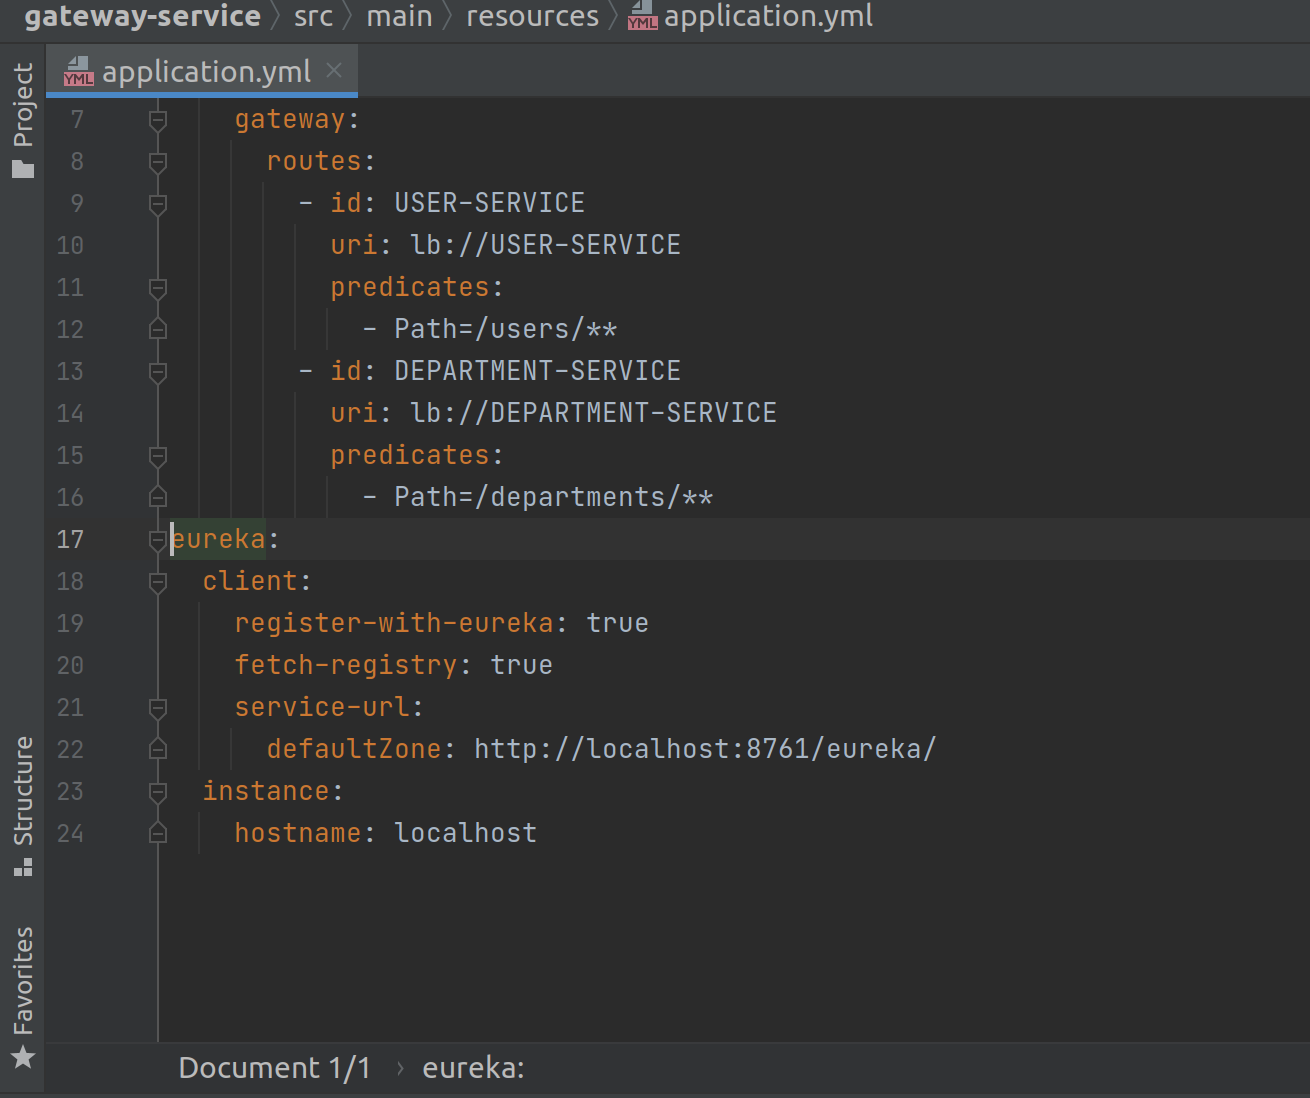 gateway-service src main resources application.yml
application.yml
Project
7 gateway:
8 routes:
9 - id: USER-SERVICE
10 uri: lb://USER-SERVICE
11 predicates:
12 - Path=/users/**
13 - id: DEPARTMENT-SERVICE
14 uri: lb://DEPARTMENT-SERVICE
15 predicates:
16 - Path=/departments/**
17 eureka:
18 client:
19 register-with-eureka: true
20 fetch-registry: true
21 service-url:
22 defaultZone: http://localhost:8761/eureka/
23 instance:
24 hostname: localhost
Structure
Favorites
Document 1/1 › eureka: